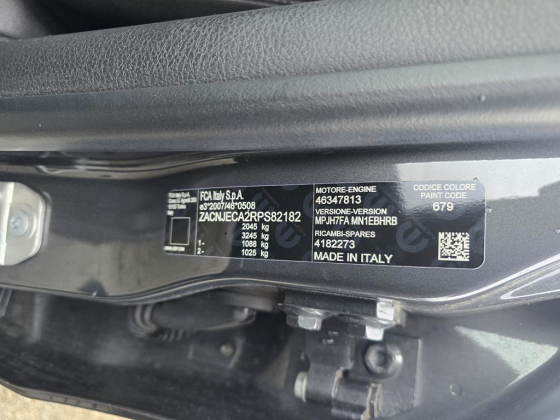 FCA Italy S.p.A.
e3*2007/46*0508
ZACNJECA2RPS82182
2045 kg
3245 kg
1- 1088 kg
2- 1025 kg
MOTORE-ENGINE
46347813
VERSIONE-VERSION
MPJH7FA MN1EBHRB
RICAMBI-SPARES
4182273
MADE IN ITALY
CODICE COLORE
PAINT CODE
679